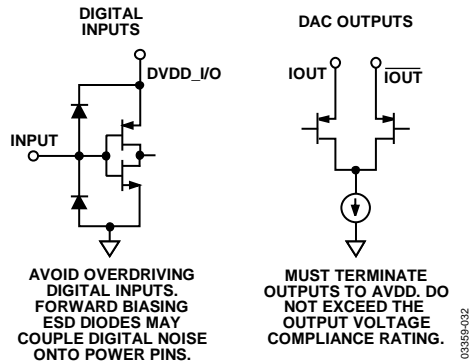 DIGITAL
INPUTS
DVDD_I/O
INPUT
AVOID OVERDRIVING
DIGITAL INPUTS.
FORWARD BIASING
ESD DIODES MAY
COUPLE DIGITAL NOISE
ONTO POWER PINS.
DAC OUTPUTS
IOUT IOUT
MUST TERMINATE
OUTPUTS TO AVDD. DO
NOT EXCEED THE
OUTPUT VOLTAGE
COMPLIANCE RATING.
03359-032